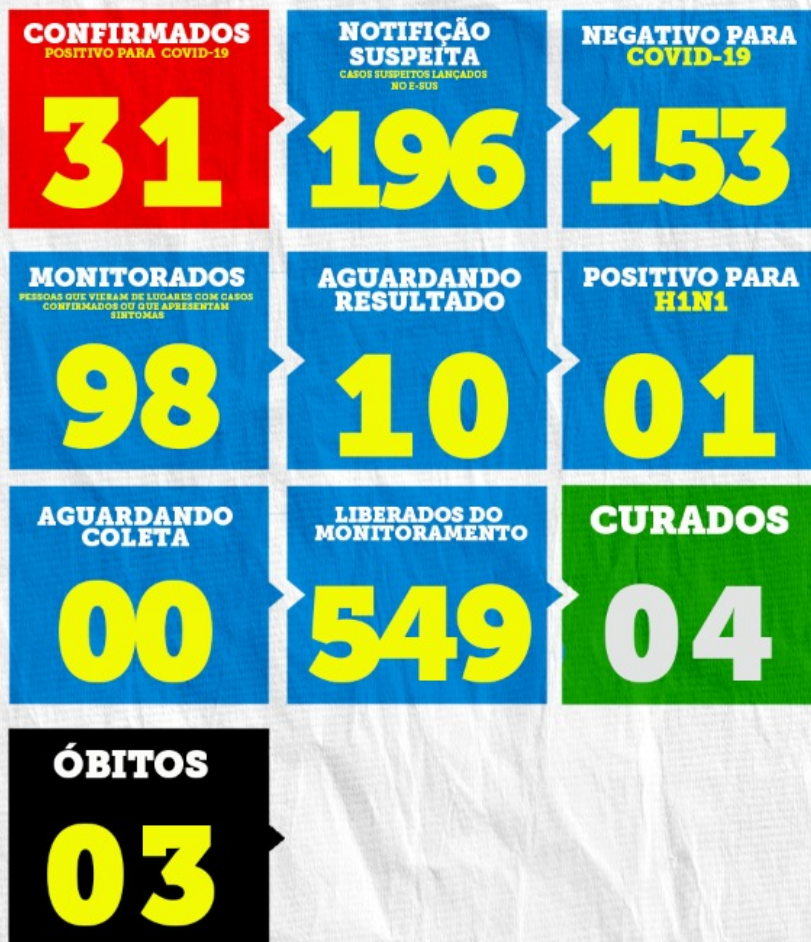 CONFIRMADOS
POSITIVO PARA COVID-19
31
NOTIFIÇÃO
SUSPEITA
CASOS SUSPEITOS LANÇADOS
NO E-SUS
196
NEGATIVO PARA
COVID-19
153
MONITORADOS
PESSOAS QUE VIERAM DE LUGARES COM CASOS
CONFIRMADOS OU QUE APRESENTAM
SINTOMAS
98
AGUARDANDO
RESULTADO
10
POSITIVO PARA
H1N1
01
AGUARDANDO
COLETA
00
LIBERADOS DO
MONITORAMENTO
549
CURADOS
04
ÓBITOS
03